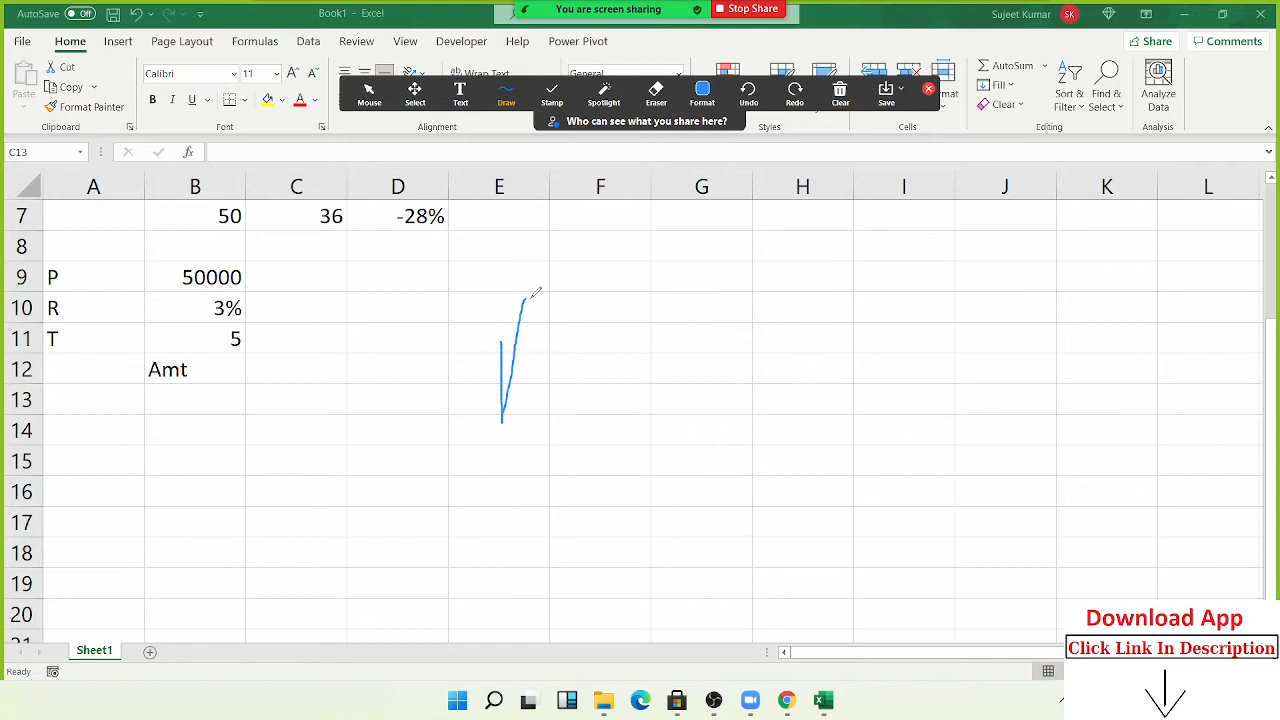 AutoSave Off Book1 - Excel You are screen sharing Stop Share Sujeet Kumar SK
File Home Insert Page Layout Formulas Data Review View Developer Help Power Pivot Share Comments
Cut Calibri 11 Wrap Text General AutoSum
Paste Copy Fill Sort & Filter Find & Select Analyze Data
Format Painter B I U Clear
Mouse Select Text Draw Stamp Spotlight Eraser Format Undo Redo Clear Save
Who can see what you share here?
Clipboard Font Alignment Styles Cells Editing Analysis
C13 fx
A B C D E F G H I J K L
7 50 36 -28%
8
9 P 50000
10 R 3%
11 T 5
12 Amt
13
14
15
16
17
18
19
20
Sheet1
Ready
Download App
Click Link In Description